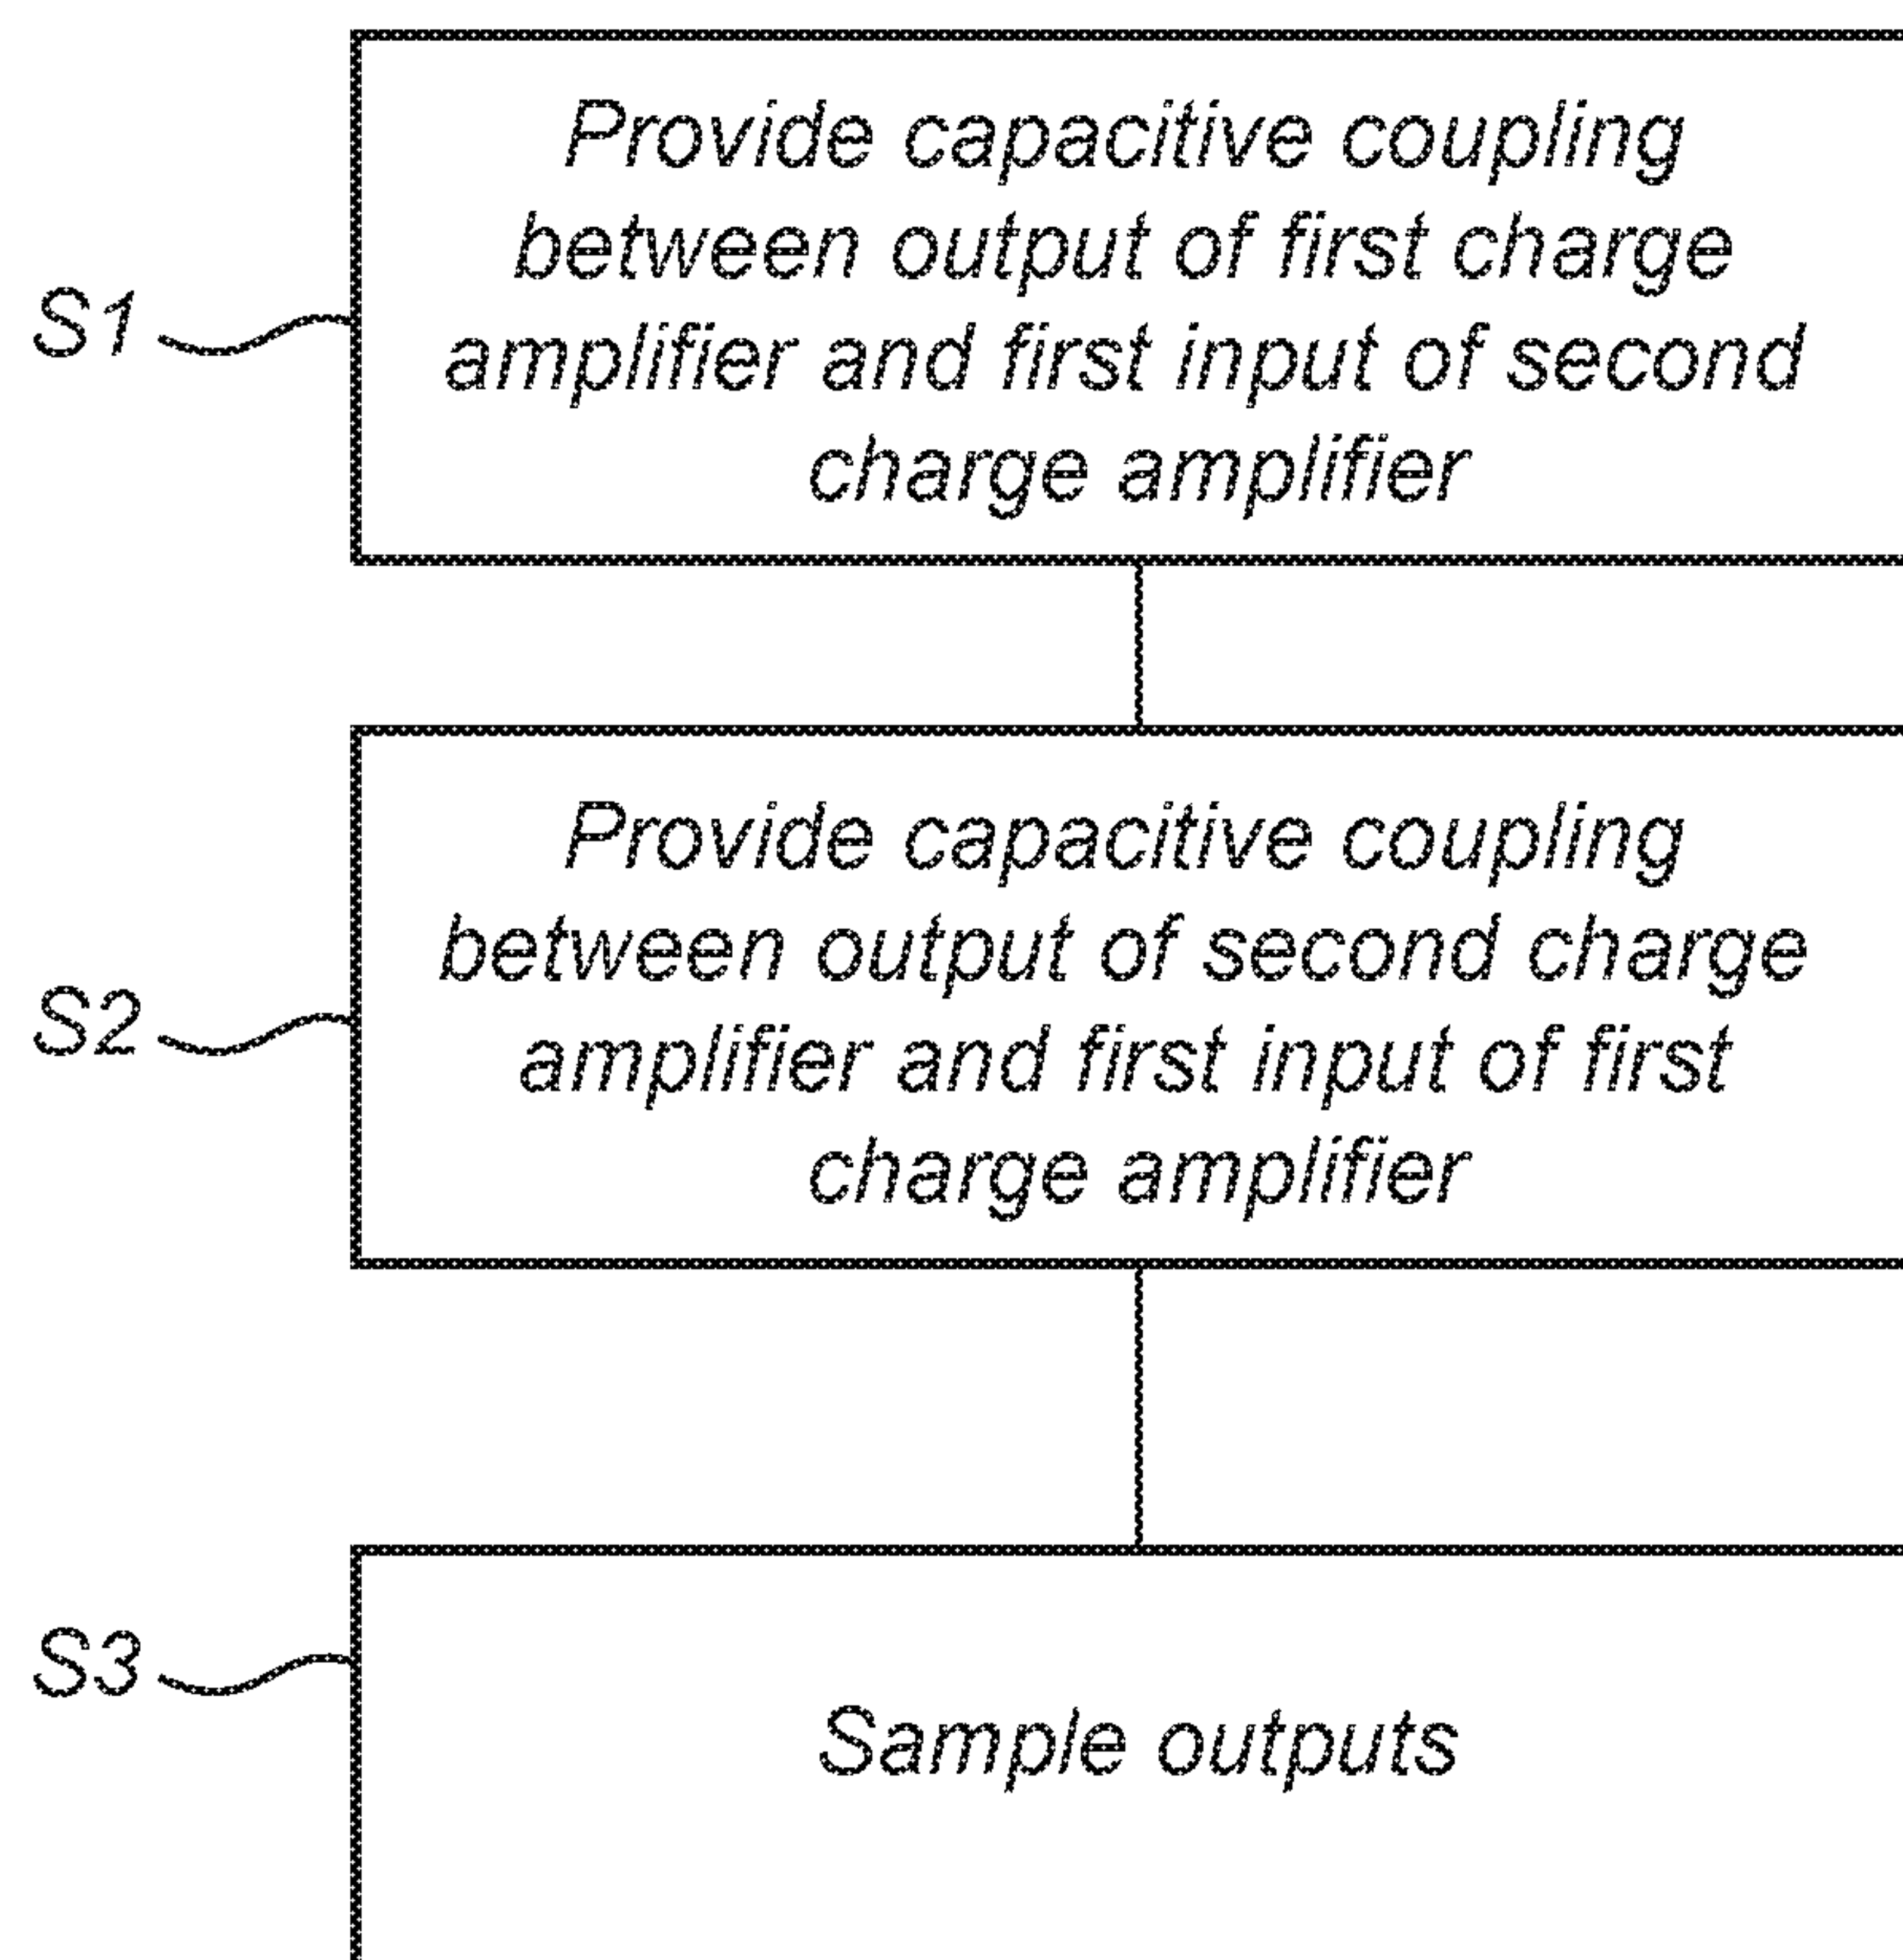 Provide capacitive coupling
between output of first charge
S1
amplifier and first input of second
charge amplifier
Provide capacitive coupling
between output of second charge
S2
amplifier and first input of first
charge amplifier
S3
Sample outputs